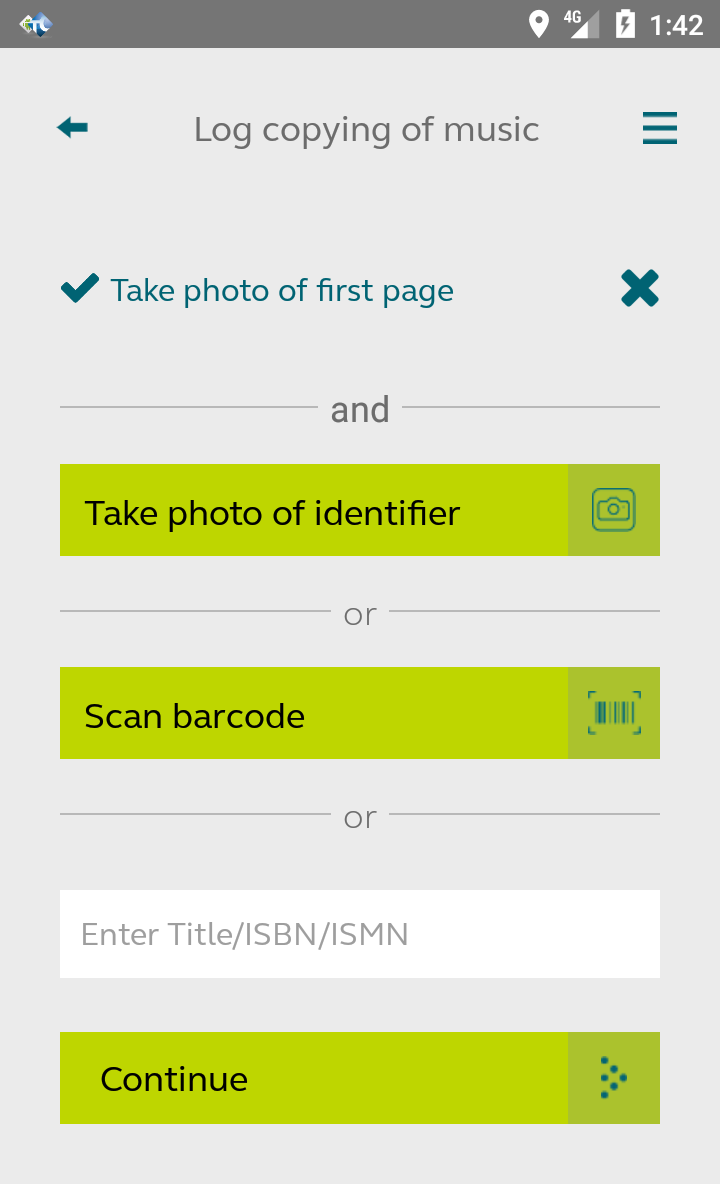 4G 1:42
Log copying of music
Take photo of first page
and
Take photo of identifier
or
Scan barcode
or
Enter Title/ISBN/ISMN
Continue